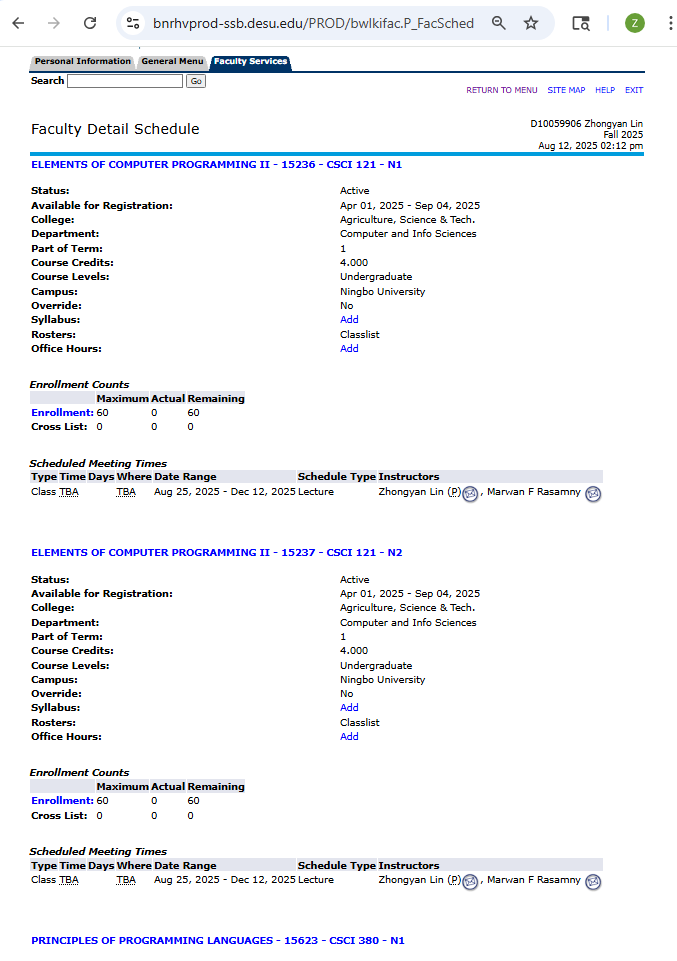 bnrhvprod-ssb.desu.edu/PROD/bwlkifac.P_FacSched
Z
Personal Information General Menu Faculty Services
Search Go
RETURN TO MENU SITE MAP HELP EXIT
Faculty Detail Schedule
D10059906 Zhongyan Lin
Fall 2025
Aug 12, 2025 02:12 pm
ELEMENTS OF COMPUTER PROGRAMMING II - 15236 - CSCI 121 - N1
Status: Active
Available for Registration: Apr 01, 2025 - Sep 04, 2025
College: Agriculture, Science & Tech.
Department: Computer and Info Sciences
Part of Term: 1
Course Credits: 4.000
Course Levels: Undergraduate
Campus: Ningbo University
Override: No
Syllabus: Add
Rosters: Classlist
Office Hours: Add
Enrollment Counts
Maximum Actual Remaining
Enrollment: 60 0 60
Cross List: 0 0 0
Scheduled Meeting Times
Type Time Days Where Date Range Schedule Type Instructors
Class TBA TBA Aug 25, 2025 - Dec 12, 2025 Lecture Zhongyan Lin (P) , Marwan F Rasamny
ELEMENTS OF COMPUTER PROGRAMMING II - 15237 - CSCI 121 - N2
Status: Active
Available for Registration: Apr 01, 2025 - Sep 04, 2025
College: Agriculture, Science & Tech.
Department: Computer and Info Sciences
Part of Term: 1
Course Credits: 4.000
Course Levels: Undergraduate
Campus: Ningbo University
Override: No
Syllabus: Add
Rosters: Classlist
Office Hours: Add
Enrollment Counts
Maximum Actual Remaining
Enrollment: 60 0 60
Cross List: 0 0 0
Scheduled Meeting Times
Type Time Days Where Date Range Schedule Type Instructors
Class TBA TBA Aug 25, 2025 - Dec 12, 2025 Lecture Zhongyan Lin (P) , Marwan F Rasamny
PRINCIPLES OF PROGRAMMING LANGUAGES - 15623 - CSCI 380 - N1